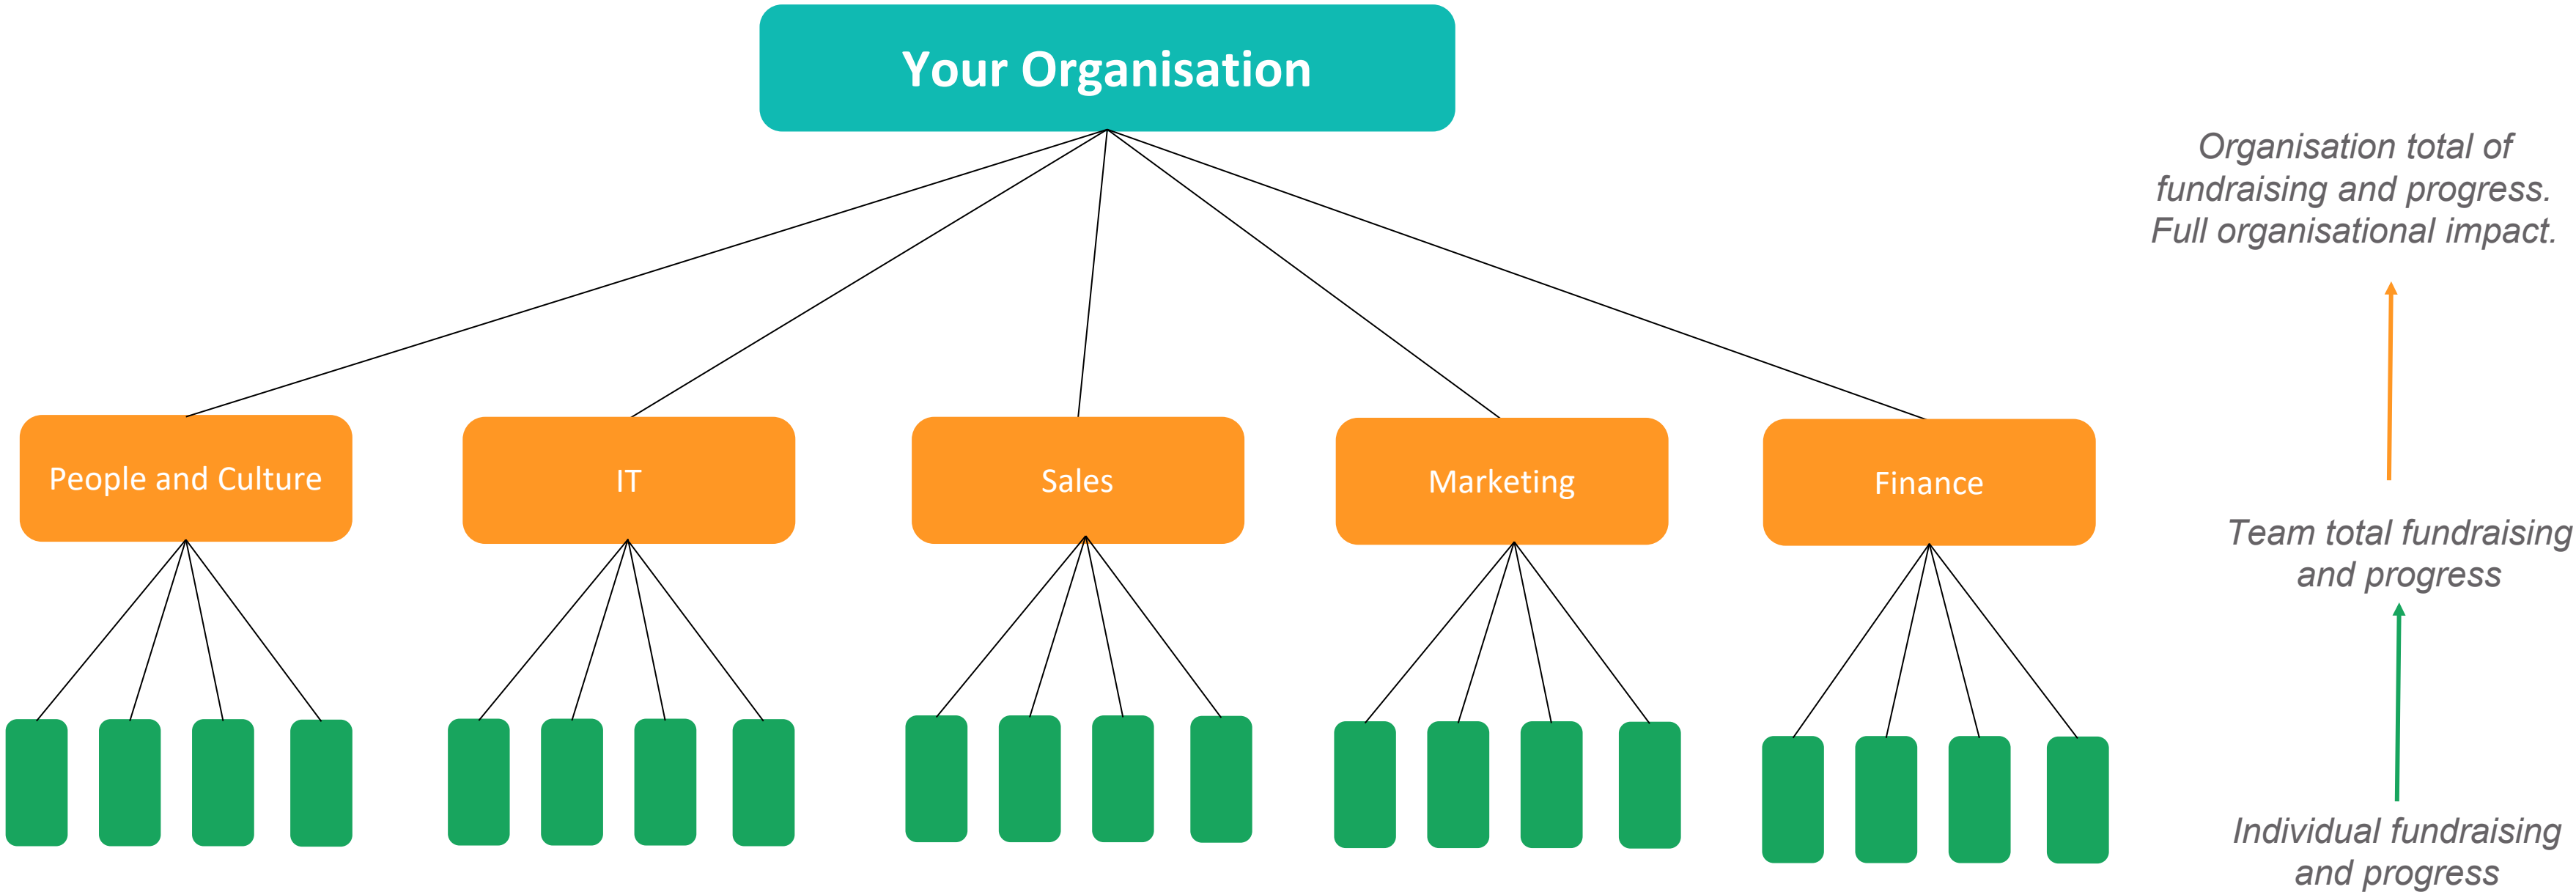 Your Organisation
Organisation total of
fundraising and progress.
Full organisational impact.
People and Culture
IT
Sales
Marketing
Finance
Team total fundraising
and progress
Individual fundraising
and progress